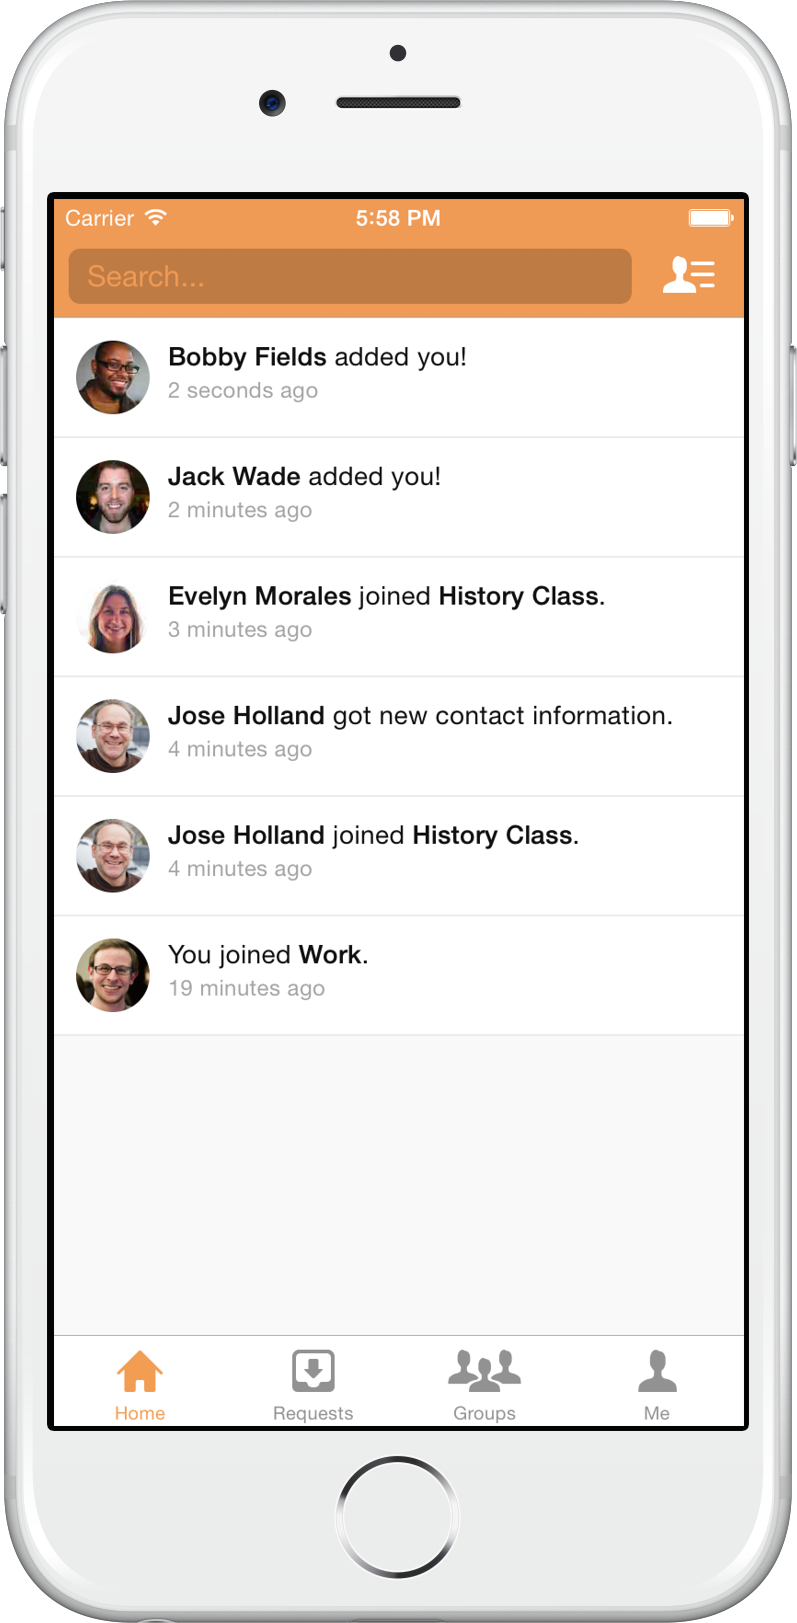 Carrier 5:58 PM
Search...
Bobby Fields added you!
2 seconds ago
Jack Wade added you!
2 minutes ago
Evelyn Morales joined History Class.
3 minutes ago
Jose Holland got new contact information.
4 minutes ago
Jose Holland joined History Class.
4 minutes ago
You joined Work.
19 minutes ago
Home Requests Groups Me